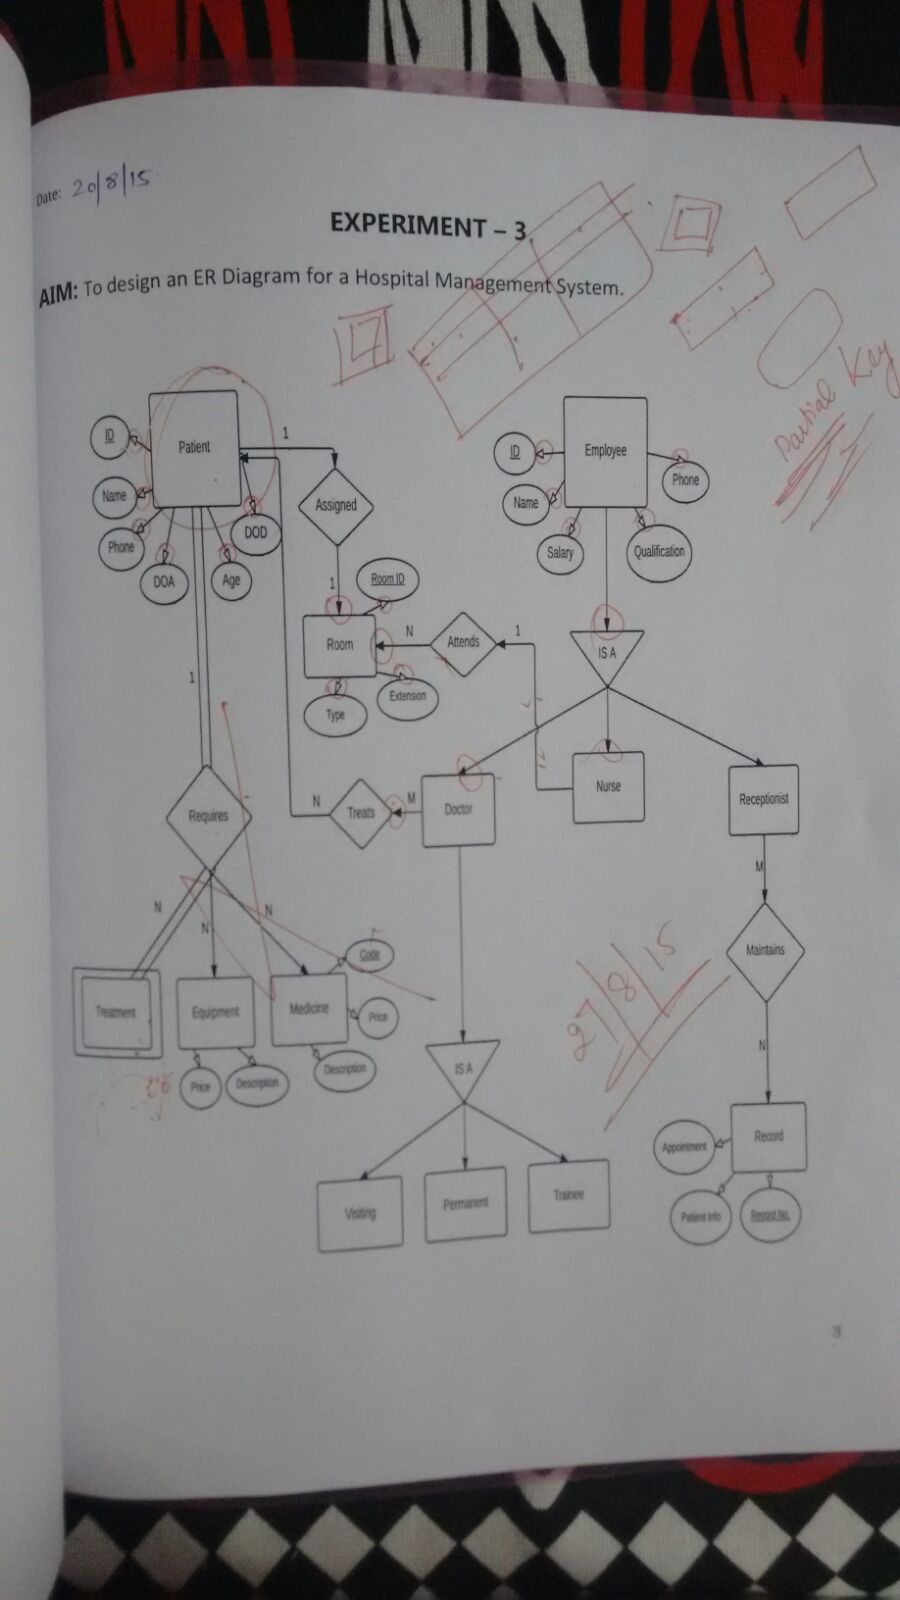 Date: 20/8/15
EXPERIMENT – 3
AIM: To design an ER Diagram for a Hospital Management System.
Partial Key
Patient
ID
Name
Phone
DOA
Age
DOD
1
Assigned
1
Room ID
Room
Type
Extension
N
Attends
1
Employee
ID
Name
Salary
Qualification
Phone
IS A
Nurse
Receptionist
Doctor
M
Treats
N
1
Requires
N
N
N
Treatment
Equipment
Price
Description
Medicine
Code
Price
Description
IS A
Visiting
Permanent
Trainee
27/8/15
M
Maintains
N
Record
Appointment
Patient Info
Record No.
3